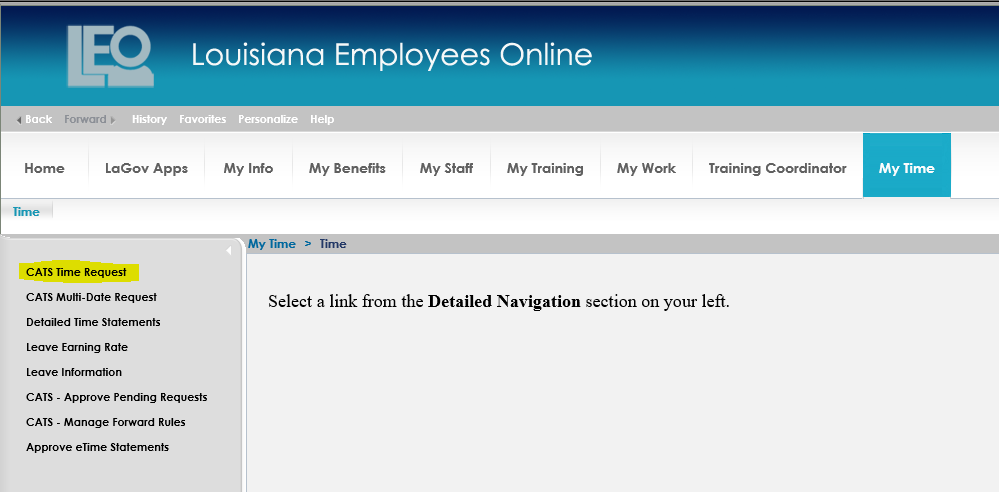 LEO
Louisiana Employees Online
Back Forward History Favorites Personalize Help
Home LaGov Apps My Info My Benefits My Staff My Training My Work Training Coordinator My Time
Time
My Time > Time
CATS Time Request
CATS Multi-Date Request
Detailed Time Statements
Leave Earning Rate
Leave Information
CATS - Approve Pending Requests
CATS - Manage Forward Rules
Approve eTime Statements
Select a link from the Detailed Navigation section on your left.